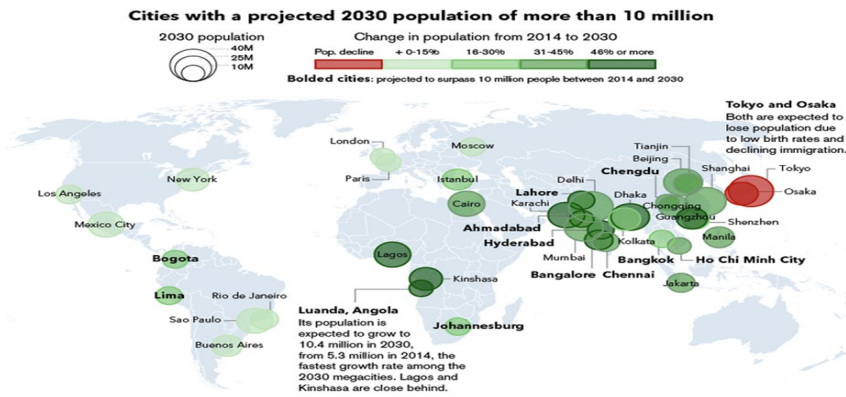 Cities with a projected 2030 population of more than 10 million
2030 population
40M
25M
10M
Change in population from 2014 to 2030
Pop. decline
+ 0-15%
16-30%
31-45%
46% or more
Bolded cities: projected to surpass 10 million people between 2014 and 2030
Tokyo and Osaka
Both are expected to
lose population due
to low birth rates and
declining immigration.
London
Moscow
Tianjin
Beijing
Chengdu
Shanghai
Tokyo
Paris
Istanbul
Delhi
Osaka
New York
Los Angeles
Lahore
Dhaka
Karachi
Cairo
Chongqing
Guangzhou
Shenzhen
Mexico City
Ahmadabad
Hyderabad
Kolkata
Manila
Lagos
Mumbai
Bangkok
Ho Chi Minh City
Bogota
Bangalore
Chennai
Kinshasa
Jakarta
Lima
Rio de Janeiro
Luanda, Angola
Its population is
expected to grow to
10.4 million in 2030,
from 5.3 million in 2014, the
fastest growth rate among the
2030 megacities. Lagos and
Kinshasa are close behind.
Sao Paulo
Johannesburg
Buenos Aires